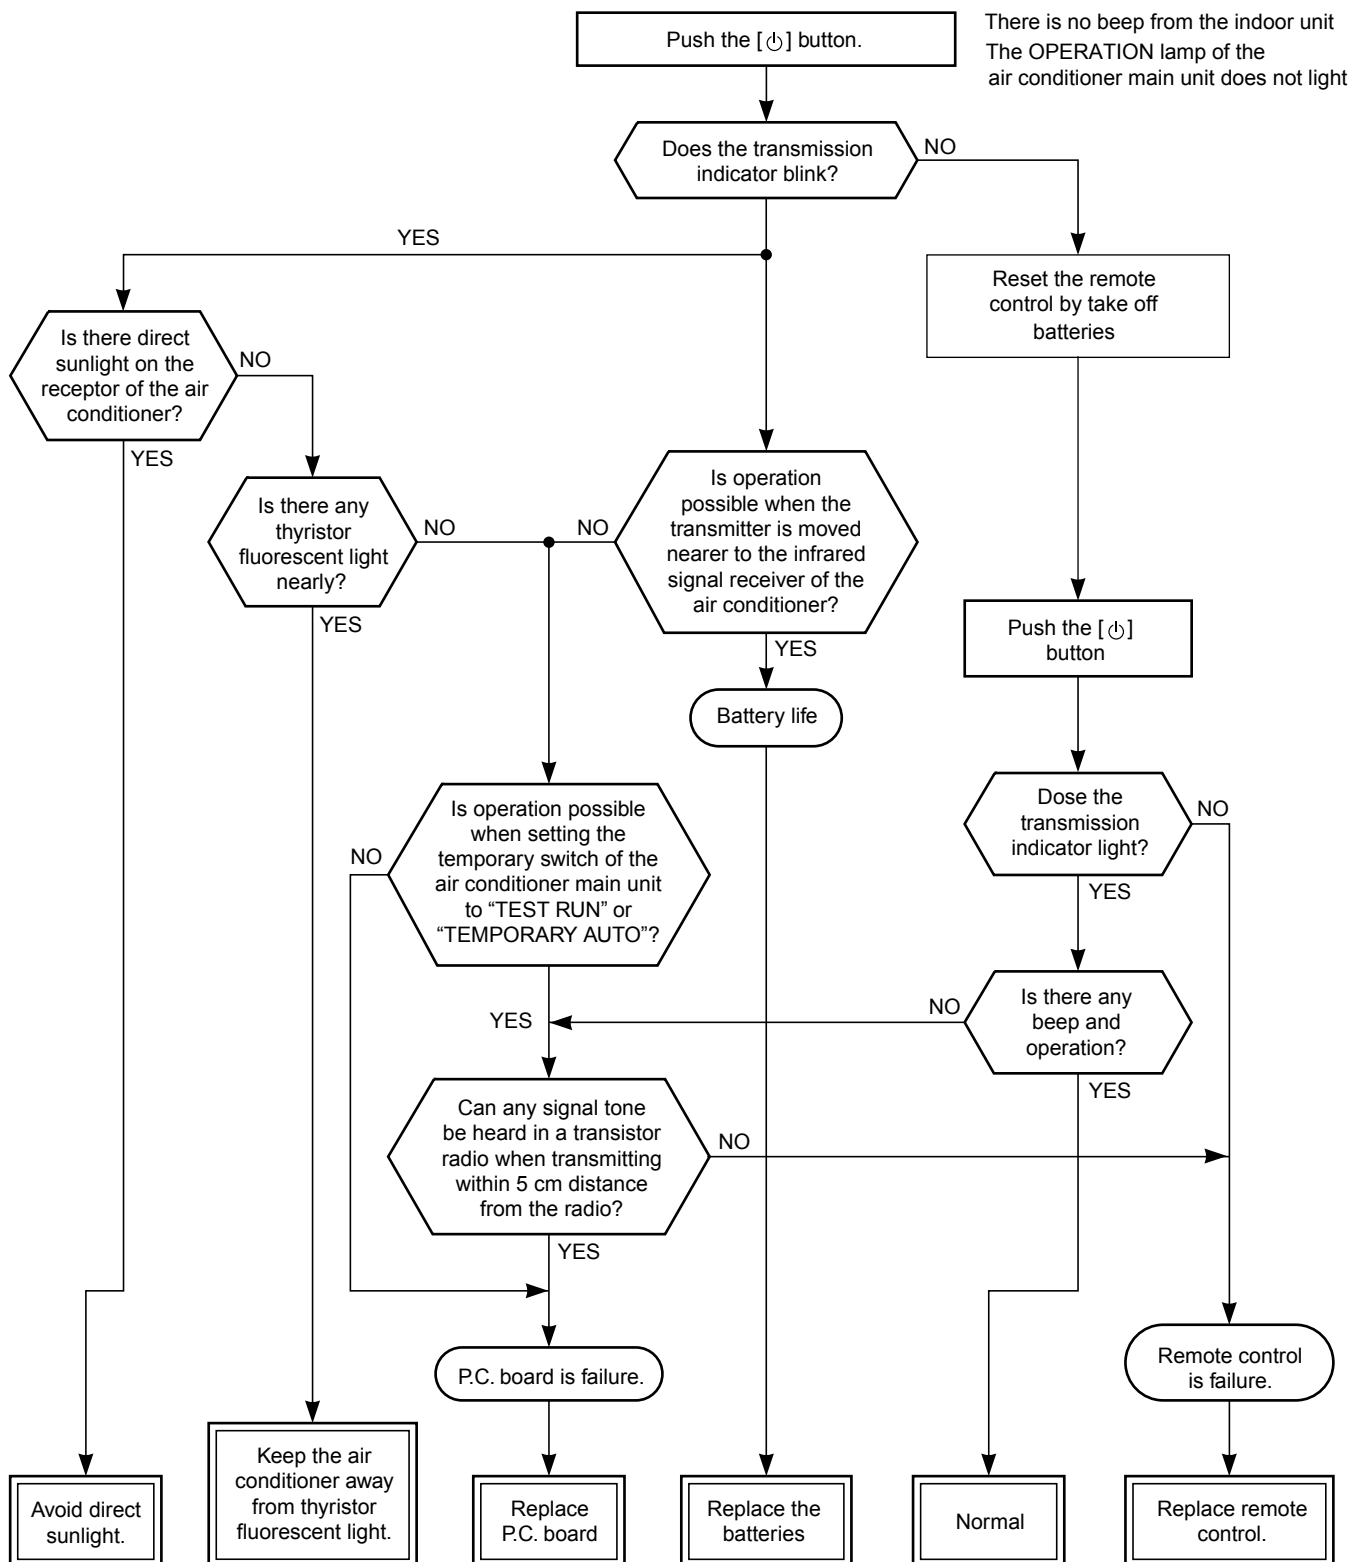 Push the [⏻] button.
There is no beep from the indoor unit
The OPERATION lamp of the
air conditioner main unit does not light
Does the transmission
indicator blink?
NO
YES
Reset the remote
control by take off
batteries
Is there direct
sunlight on the
receptor of the air
conditioner?
NO
YES
Is there any
thyristor
fluorescent light
nearly?
NO
YES
Is operation
possible when the
transmitter is moved
nearer to the infrared
signal receiver of the
air conditioner?
NO
YES
Push the [⏻]
button
Battery life
Is operation possible
when setting the
temporary switch of the
air conditioner main unit
to “TEST RUN” or
“TEMPORARY AUTO”?
NO
YES
Dose the
transmission
indicator light?
NO
YES
Is there any
beep and
operation?
NO
YES
Can any signal tone
be heard in a transistor
radio when transmitting
within 5 cm distance
from the radio?
NO
YES
P.C. board is failure.
Remote control
is failure.
Avoid direct
sunlight.
Keep the air
conditioner away
from thyristor
fluorescent light.
Replace
P.C. board
Replace the
batteries
Normal
Replace remote
control.